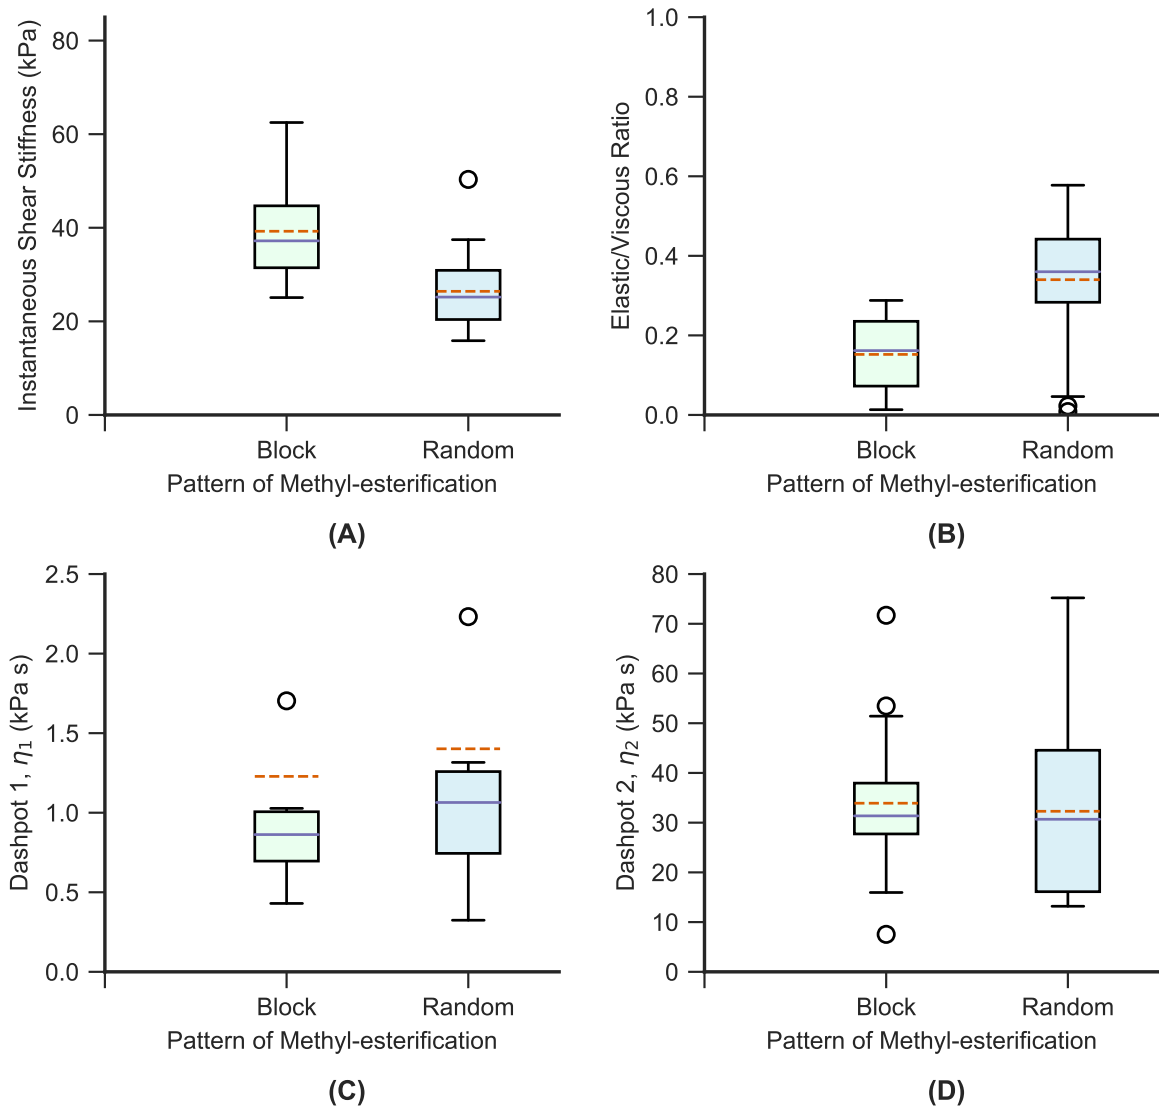 Instantaneous Shear Stiffness (kPa)
80
60
40
20
0
Block
Random
Pattern of Methyl-esterification
(A)
Elastic/Viscous Ratio
1.0
0.8
0.6
0.4
0.2
0.0
Block
Random
Pattern of Methyl-esterification
(B)
Dashpot 1, η₁ (kPa s)
2.5
2.0
1.5
1.0
0.5
0.0
Block
Random
Pattern of Methyl-esterification
(C)
Dashpot 2, η₂ (kPa s)
80
70
60
50
40
30
20
10
0
Block
Random
Pattern of Methyl-esterification
(D)